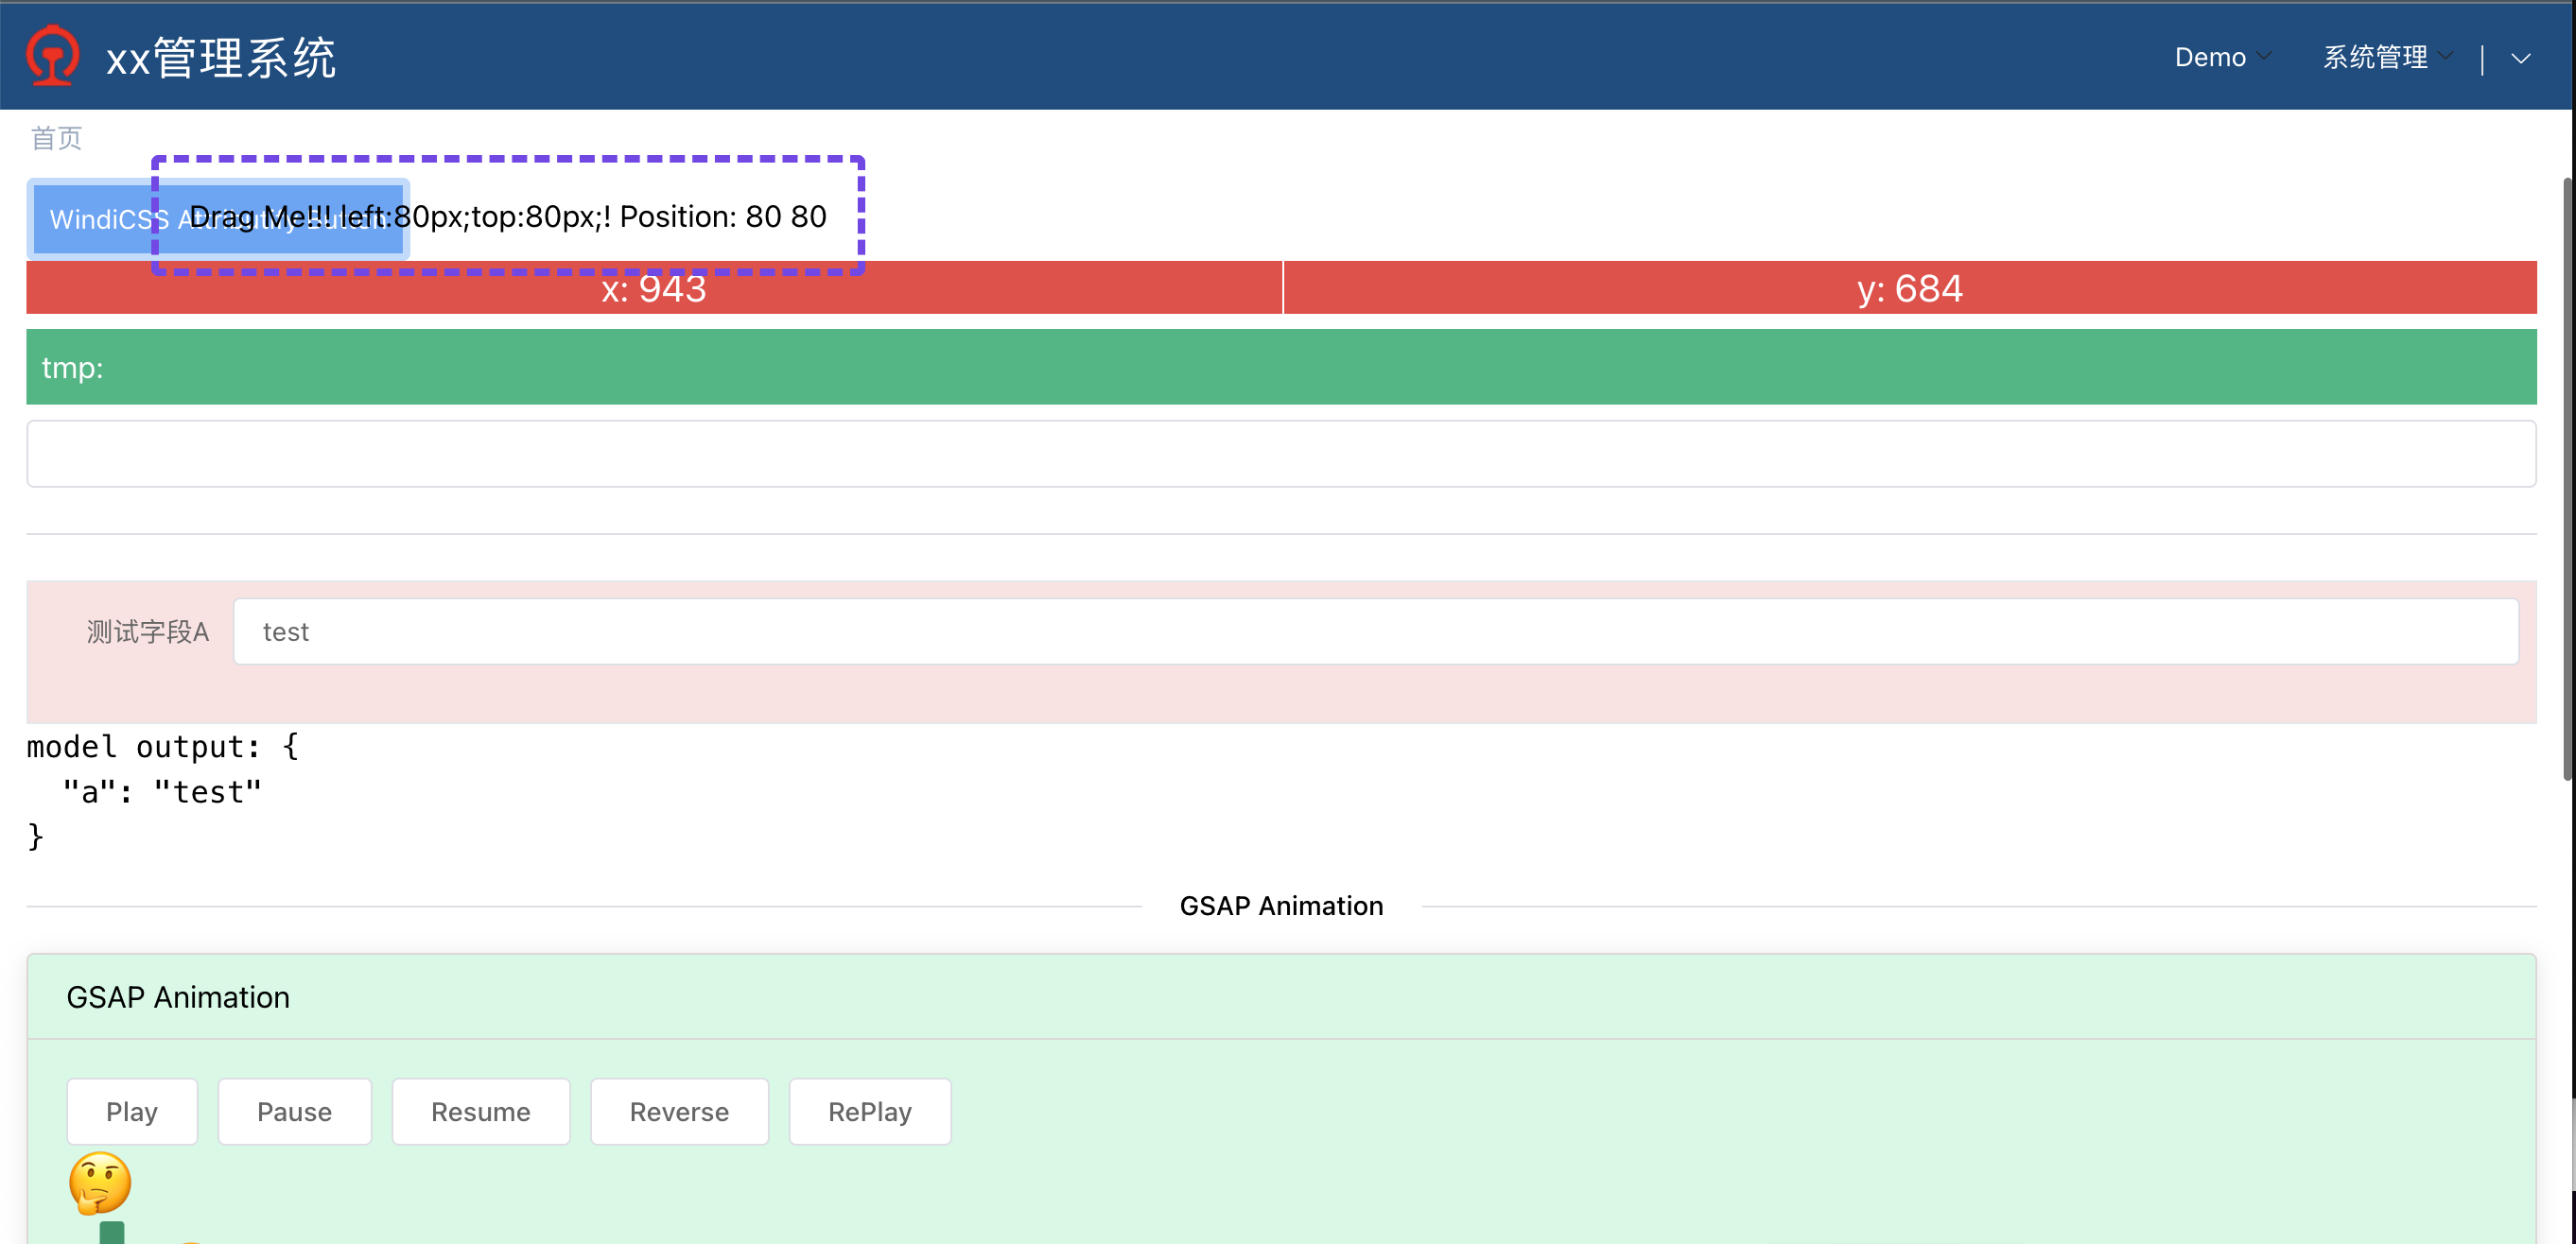 xx管理系统
Demo
系统管理
首页
WindiCSS Attributify Button
Drag Me!!! left:80px;top:80px;! Position: 80 80
x: 943
y: 684
tmp:
测试字段A
test
model output: {
"a": "test"
}
GSAP Animation
GSAP Animation
Play
Pause
Resume
Reverse
RePlay